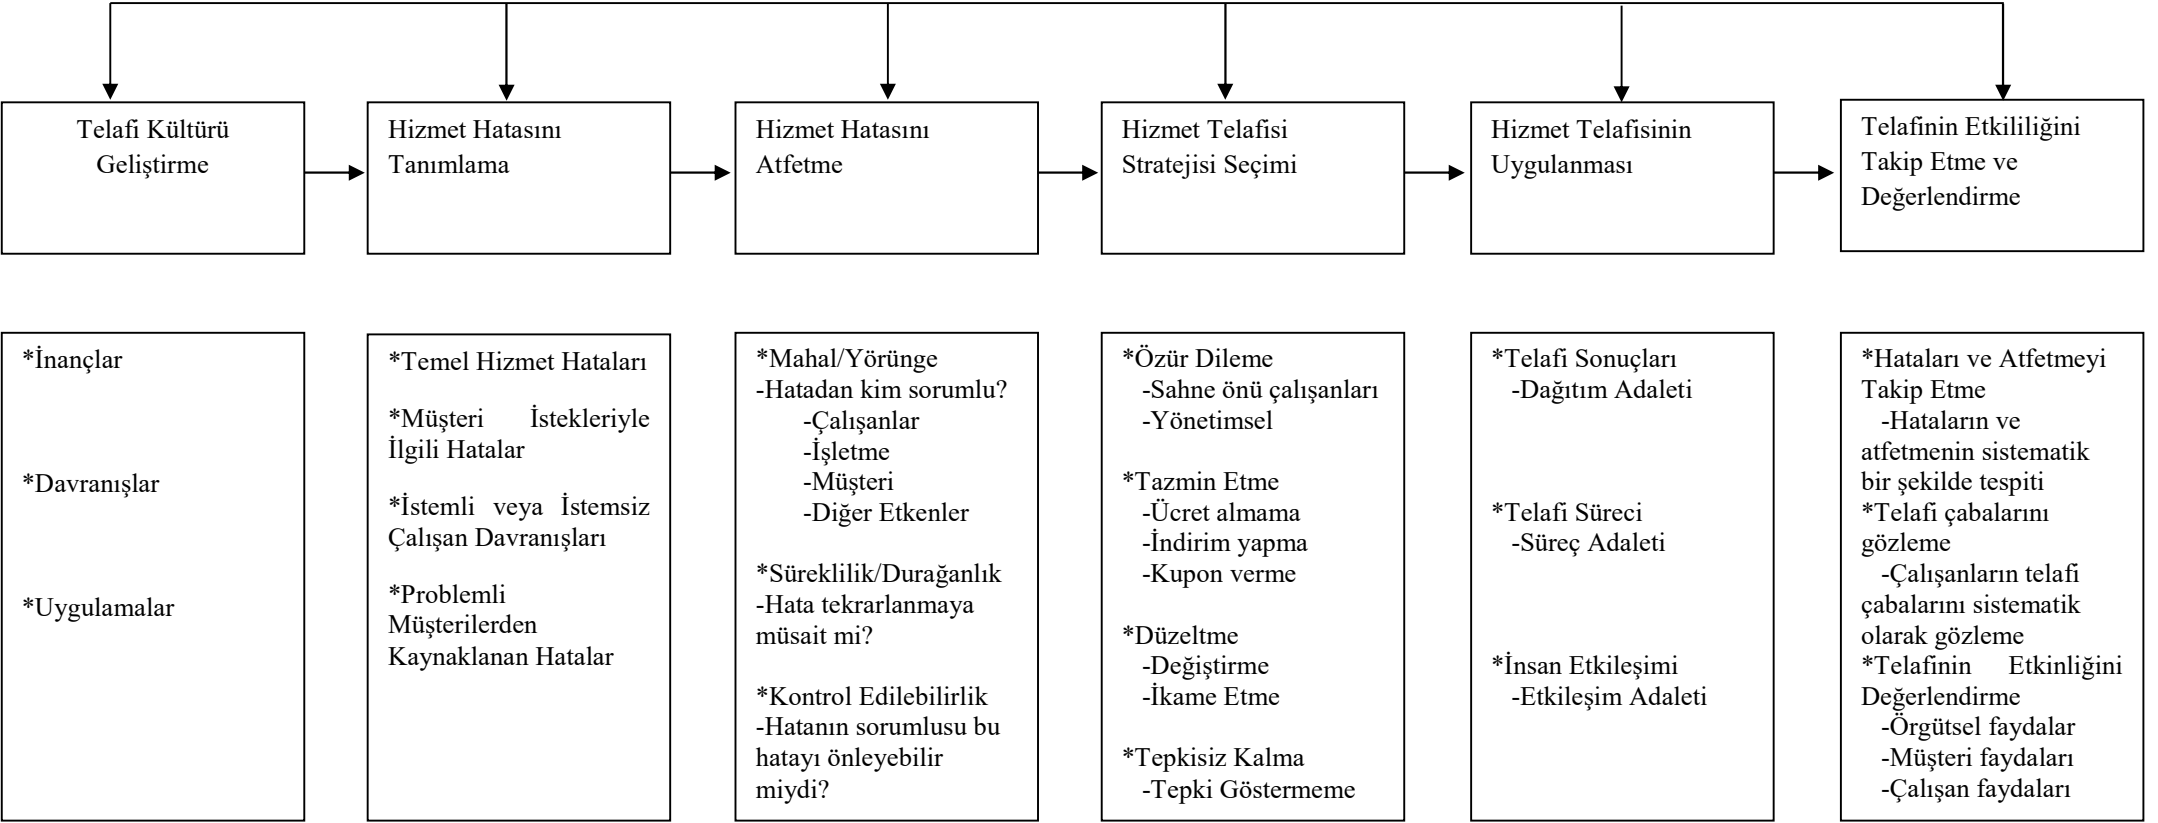 Telafi Kültürü
Geliştirme
Hizmet Hatasını
Tanımlama
Hizmet Hatasını
Atfetme
Hizmet Telafisi
Stratejisi Seçimi
Hizmet Telafisinin
Uygulanması
Telafinin Etkililiğini
Takip Etme ve
Değerlendirme
*İnançlar
*Davranışlar
*Uygulamalar
*Temel Hizmet Hataları
*Müşteri İstekleriyle
İlgili Hatalar
*İstemli veya İstemsiz
Çalışan Davranışları
*Problemli
Müşterilerden
Kaynaklanan Hatalar
*Mahal/Yörünge
-Hatadan kim sorumlu?
-Çalışanlar
-İşletme
-Müşteri
-Diğer Etkenler
*Süreklilik/Durağanlık
-Hata tekrarlanmaya
müsait mi?
*Kontrol Edilebilirlik
-Hatanın sorumlusu bu
hatayı önleyebilir
miydi?
*Özür Dileme
-Sahne önü çalışanları
-Yönetimsel
*Tazmin Etme
-Ücret almama
-İndirim yapma
-Kupon verme
*Düzeltme
-Değiştirme
-İkame Etme
*Tepkisiz Kalma
-Tepki Göstermeme
*Telafi Sonuçları
-Dağıtım Adaleti
*Telafi Süreci
-Süreç Adaleti
*İnsan Etkileşimi
-Etkileşim Adaleti
*Hataları ve Atfetmeyi
Takip Etme
-Hataların ve
atfetmenin sistematik
bir şekilde tespiti
*Telafi çabalarını
gözleme
-Çalışanların telafi
çabalarını sistematik
olarak gözleme
*Telafinin Etkinliğini
Değerlendirme
-Örgütsel faydalar
-Müşteri faydaları
-Çalışan faydaları